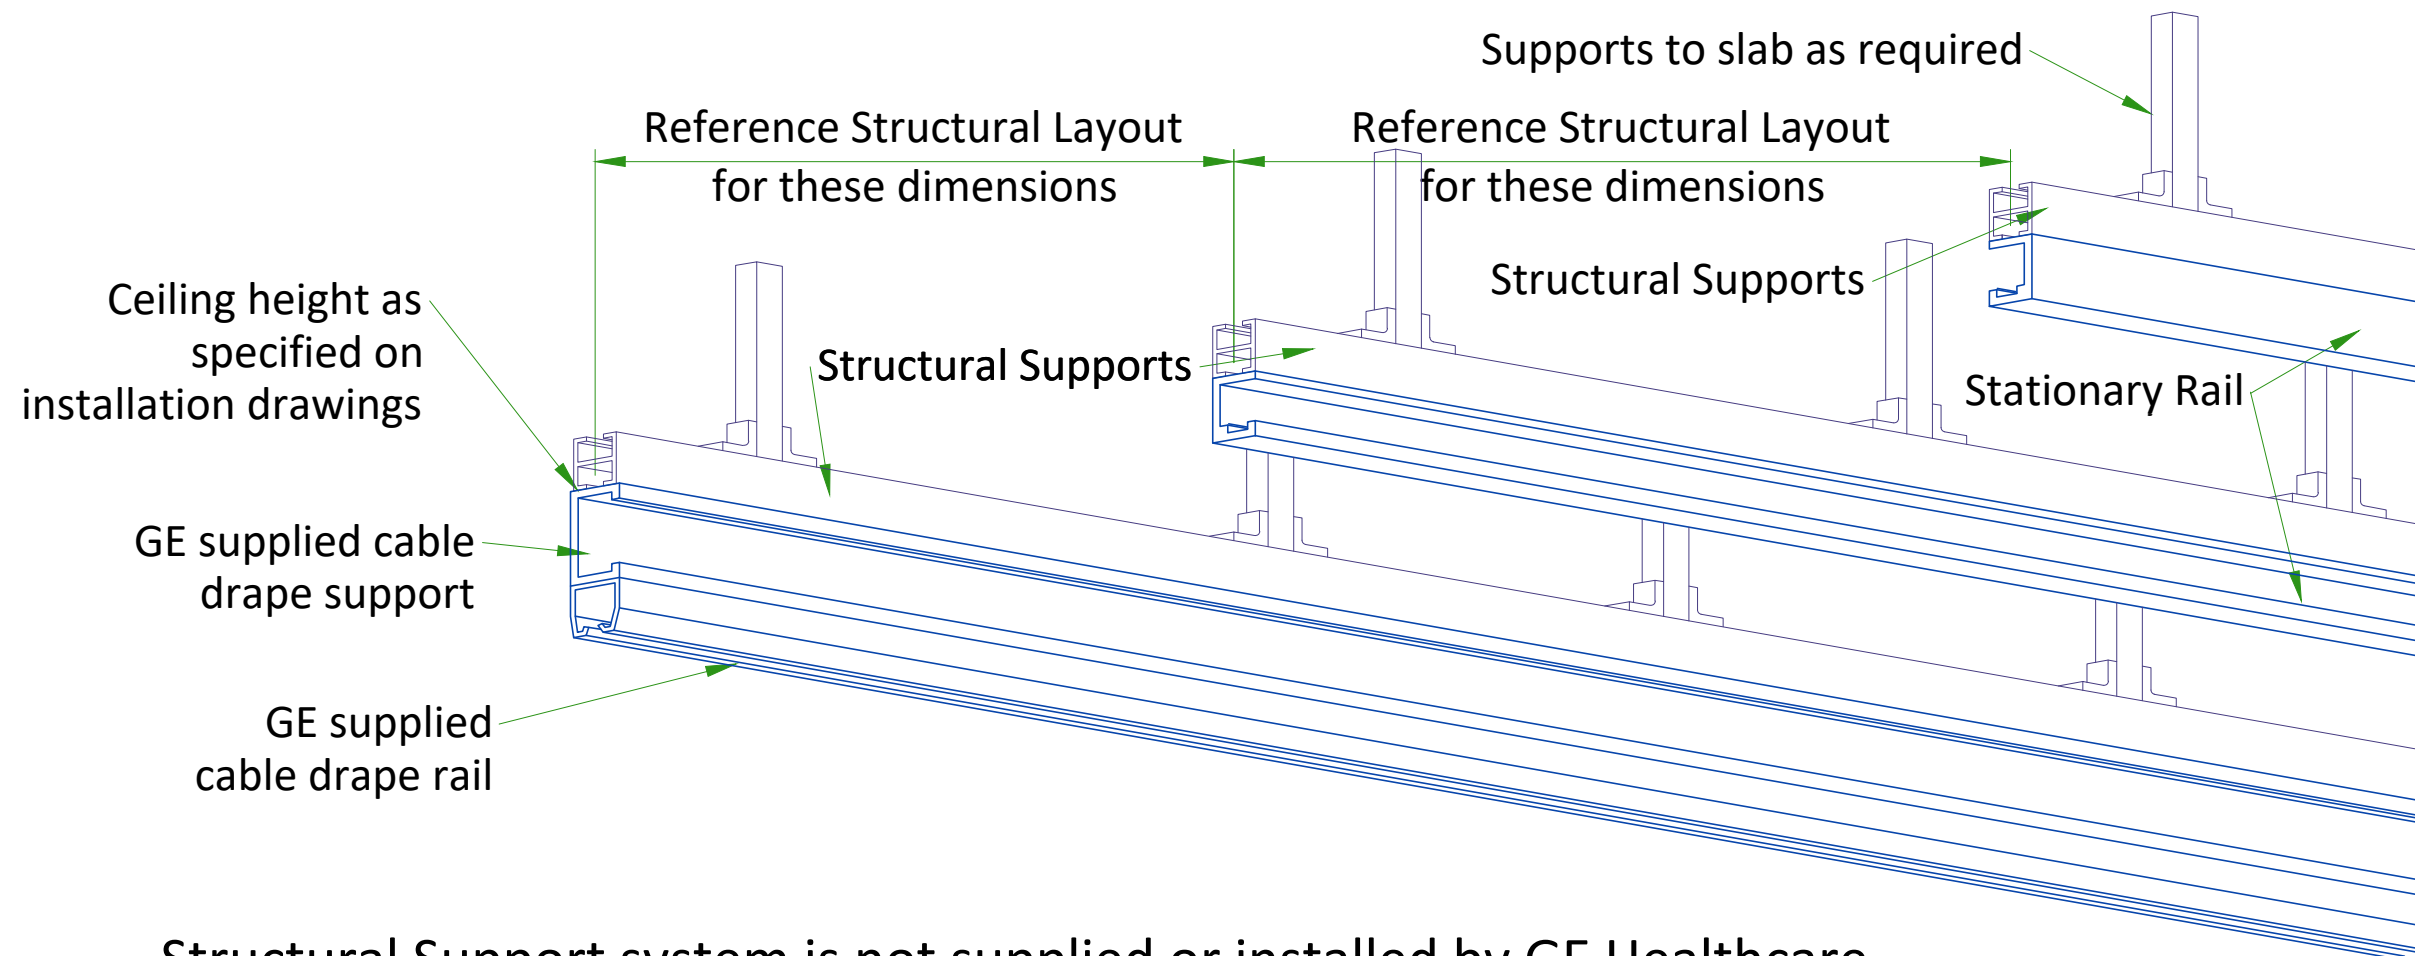 Supports to slab as required
Reference Structural Layout
for these dimensions
Reference Structural Layout
for these dimensions
Structural Supports
Ceiling height as
specified on
installation drawings
Structural Supports
Stationary Rail
GE supplied cable
drape support
GE supplied
cable drape rail
Structural Support system is not supplied or installed by GE Healthcare